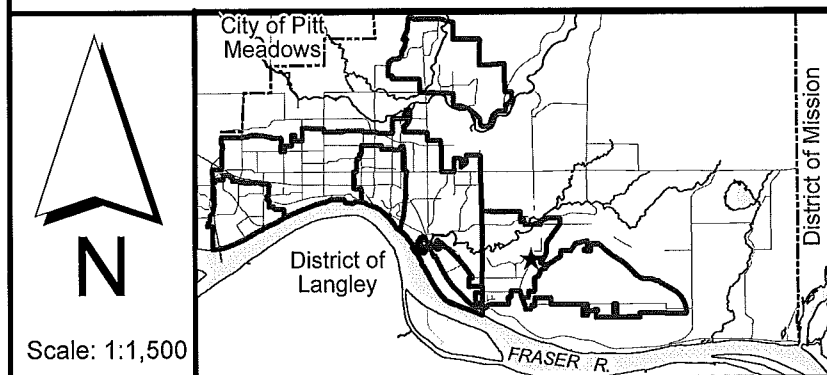 N
Scale: 1:1,500
City of Pitt
Meadows
District of
Langley
FRASER R.
District of Mission